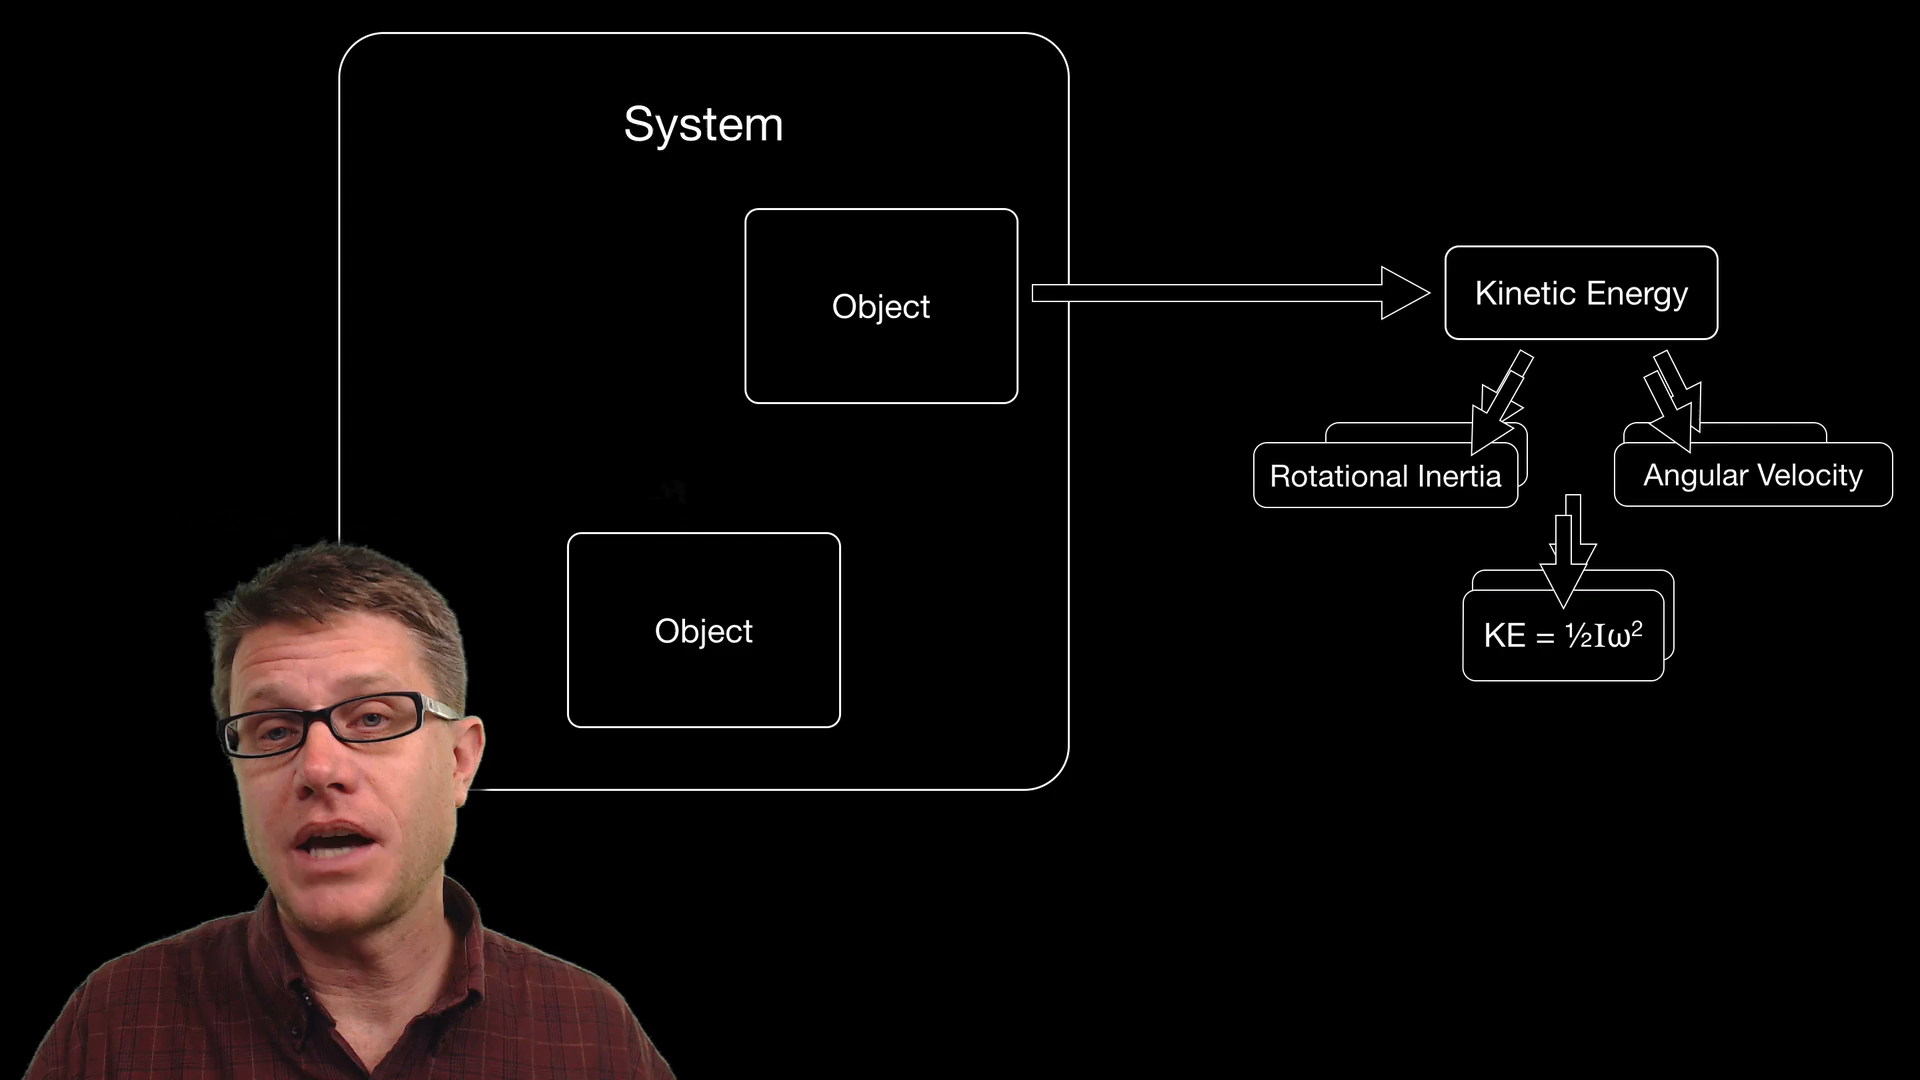 System
Object
Kinetic Energy
Rotational Inertia
Angular Velocity
Object
KE = ½Iω²